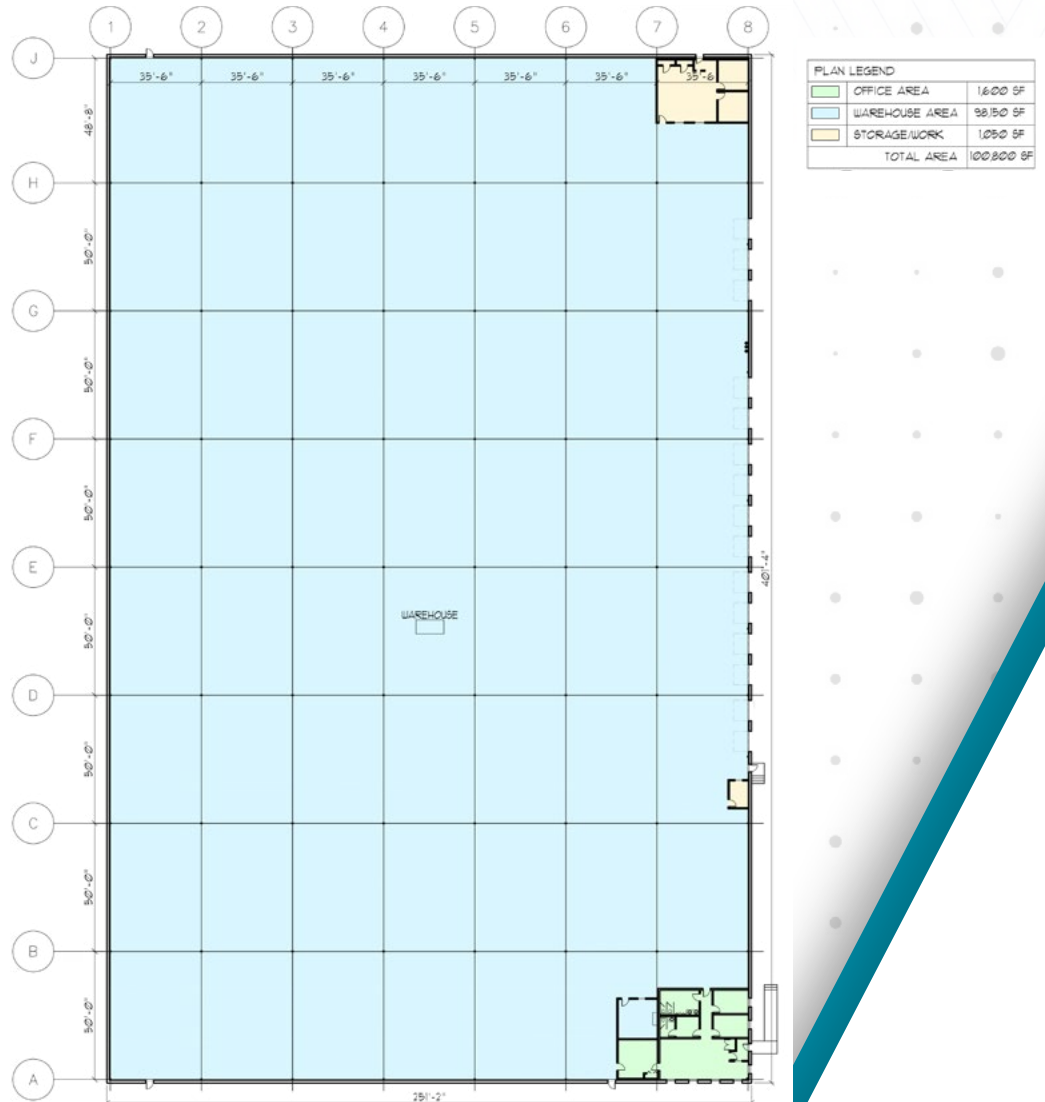 1 2 3 4 5 6 7 8
J
35'-6" 35'-6" 35'-6" 35'-6" 35'-6" 35'-6" 35'-6"
48'-8"
H
50'-0"
G
50'-0"
F
50'-0"
E
50'-0"
D
50'-0"
C
50'-0"
B
50'-0"
A
WAREHOUSE
401'-4"
251'-2"
PLAN LEGEND
OFFICE AREA 1,600 SF
WAREHOUSE AREA 98,150 SF
STORAGE/WORK 1,050 SF
TOTAL AREA 100,800 SF